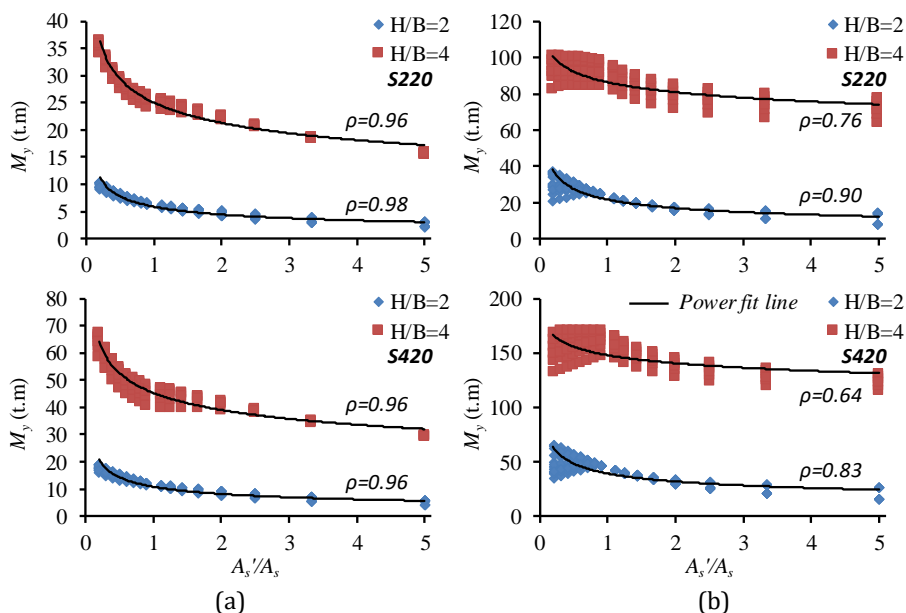 40
35
30
25
20
15
10
5
0
M_y (t.m)
H/B=2
H/B=4
S220
ρ=0.96
ρ=0.98
0 1 2 3 4 5
120
100
80
60
40
20
0
M_y (t.m)
H/B=2
H/B=4
S220
ρ=0.76
ρ=0.90
0 1 2 3 4 5
80
70
60
50
40
30
20
10
0
M_y (t.m)
H/B=2
H/B=4
S420
ρ=0.96
ρ=0.96
0 1 2 3 4 5
A_s'/A_s
(a)
200
150
100
50
0
M_y (t.m)
Power fit line
H/B=2
H/B=4
S420
ρ=0.64
ρ=0.83
0 1 2 3 4 5
A_s'/A_s
(b)